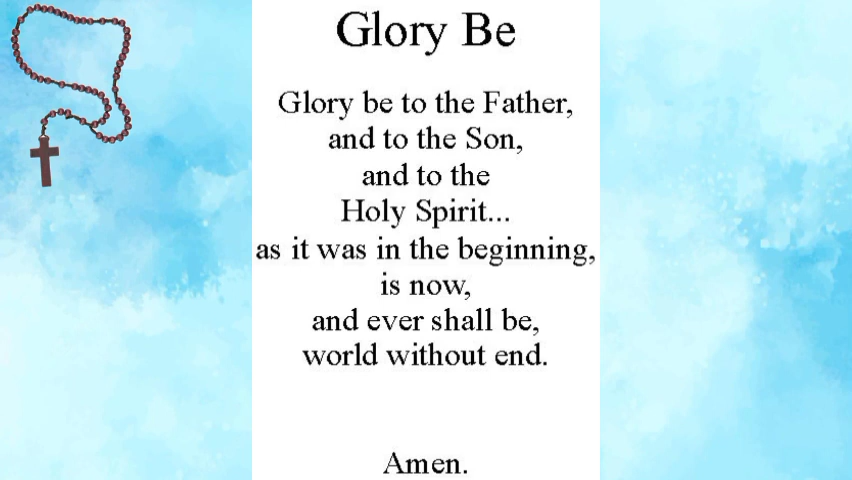 Glory Be
Glory be to the Father,
and to the Son,
and to the
Holy Spirit...
as it was in the beginning,
is now,
and ever shall be,
world without end.
Amen.